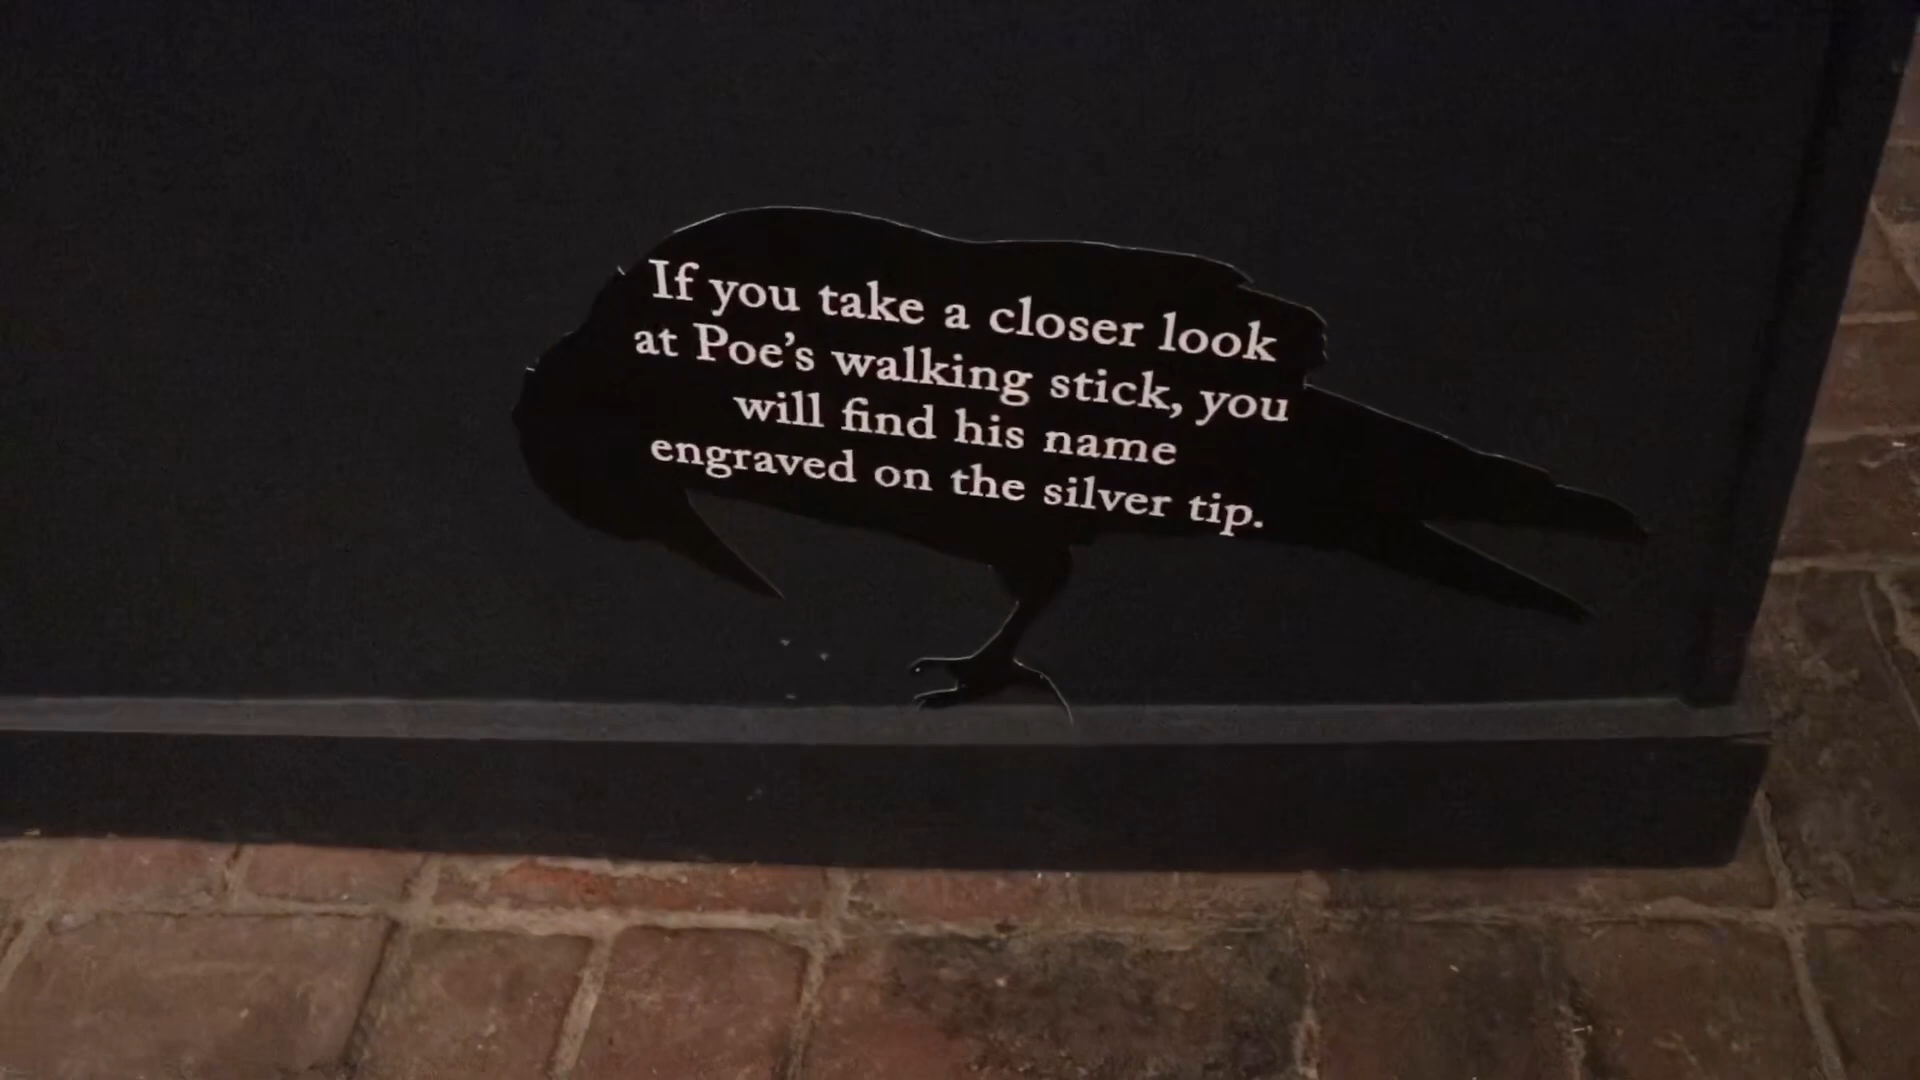 If you take a closer look
at Poe's walking stick, you
will find his name
engraved on the silver tip.